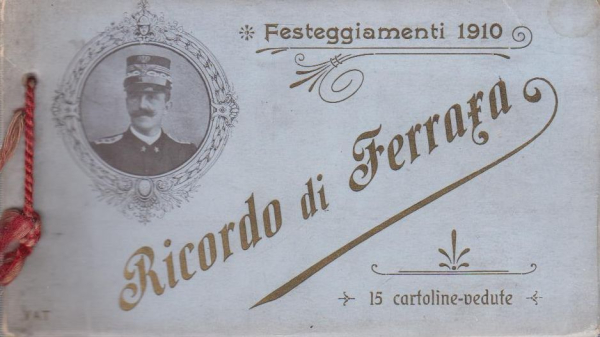 Festeggiamenti 1910
Ricordo di Ferrara
15 cartoline-vedute